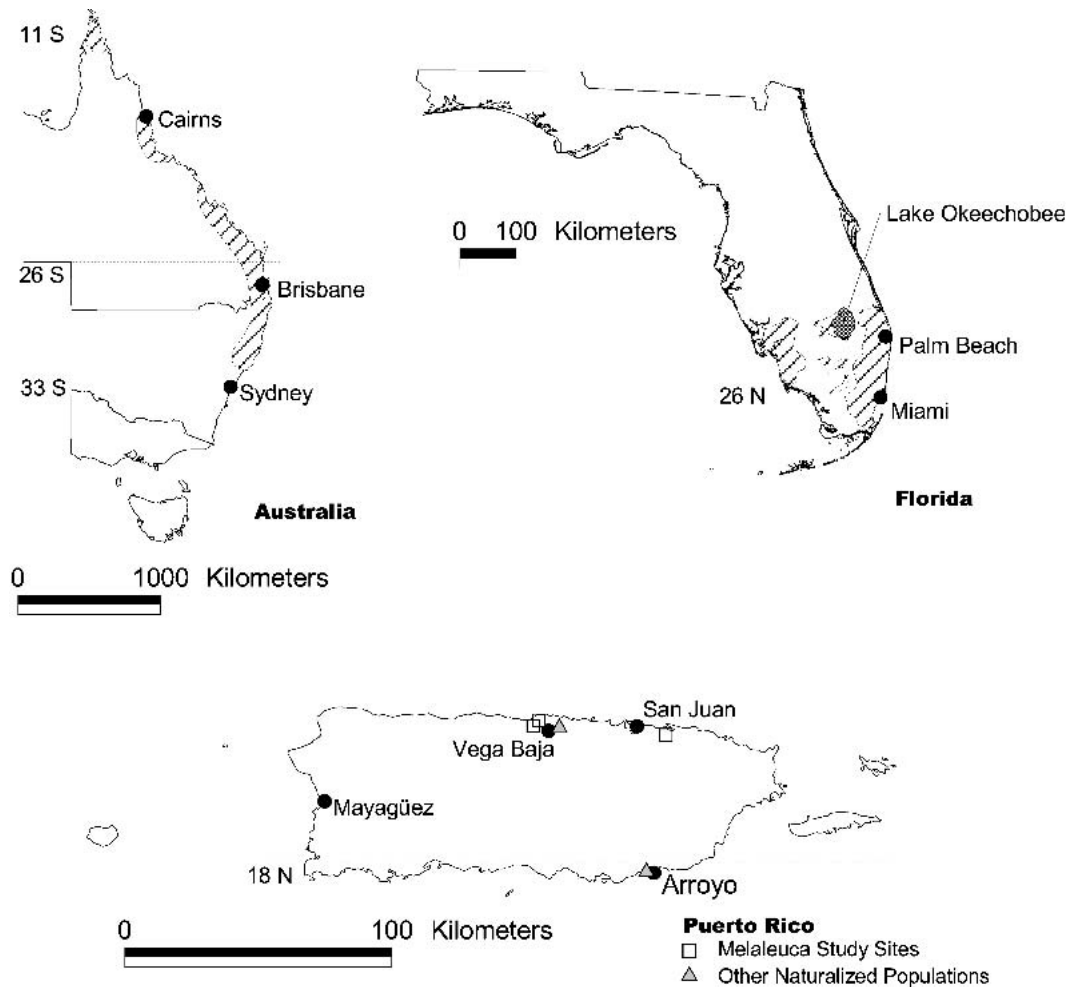 11 S
Cairns
26 S
Brisbane
33 S
Sydney
Australia
0 1000 Kilometers
Lake Okeechobee
0 100 Kilometers
Palm Beach
26 N
Miami
Florida
San Juan
Vega Baja
Mayagüez
18 N
Arroyo
0 100 Kilometers
Puerto Rico
Melaleuca Study Sites
Other Naturalized Populations